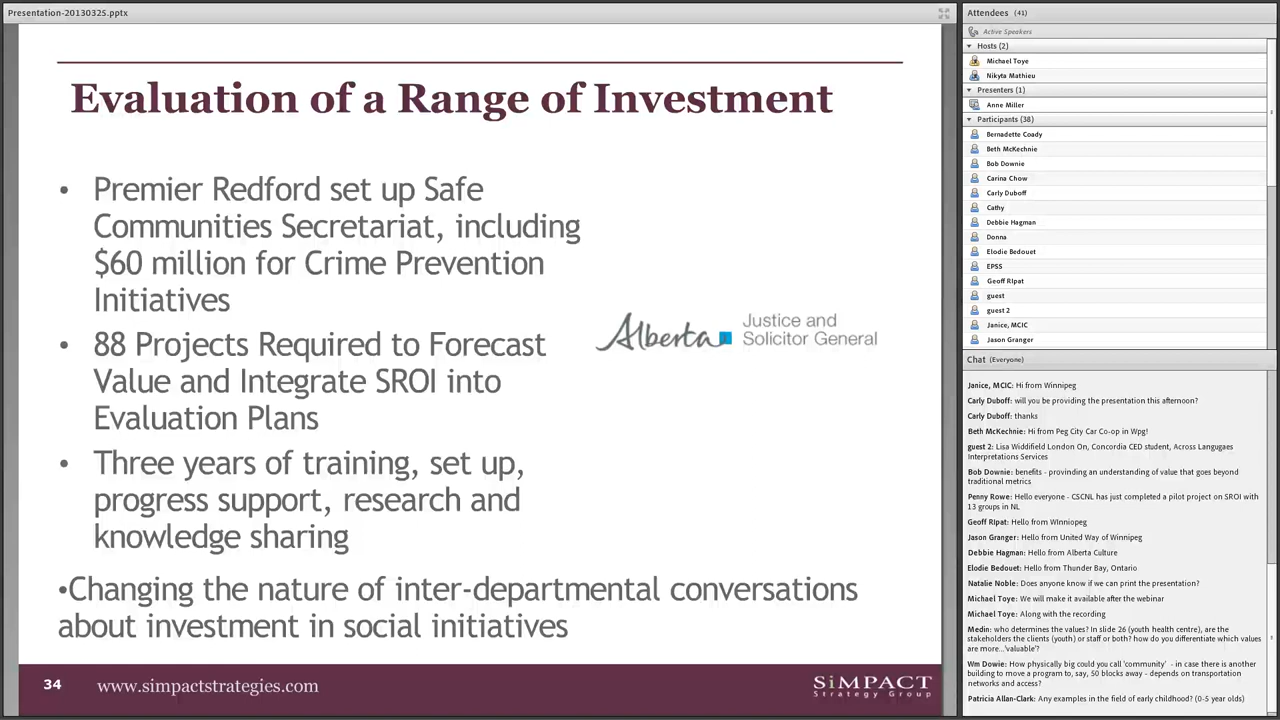 Presentation-20130325.pptx
Evaluation of a Range of Investment
• Premier Redford set up Safe
Communities Secretariat, including
$60 million for Crime Prevention
Initiatives
• 88 Projects Required to Forecast
Value and Integrate SROI into
Evaluation Plans
• Three years of training, set up,
progress support, research and
knowledge sharing
•Changing the nature of inter-departmental conversations
about investment in social initiatives
Alberta Justice and
Solicitor General
34 www.simpactstrategies.com
SiMPACT
Strategy Group
Attendees (41)
Active Speakers
Hosts (2)
Michael Toye
Nikyta Mathieu
Presenters (1)
Anne Miller
Participants (38)
Bernadette Coady
Beth McKechnie
Bob Downie
Carina Chow
Carly Duboff
Cathy
Debbie Hagman
Donna
Elodie Bedouet
EPSS
Geoff RIpat
guest
guest 2
Janice, MCIC
Jason Granger
Chat (Everyone)
Janice, MCIC: Hi from Winnipeg
Carly Duboff: will you be providing the presentation this afternoon?
Carly Duboff: thanks
Beth McKechnie: Hi from Peg City Car Co-op in Wpg!
guest 2: Lisa Widdifield London On, Concordia CED student, Across Langugaes
Interpretations Services
Bob Downie: benefits - provinding an understanding of value that goes beyond
traditional metrics
Penny Rowe: Hello everyone - CSCNL has just completed a pilot project on SROI with
13 groups in NL
Geoff RIpat: Hello from WInniopeg
Jason Granger: Hello from United Way of Winnipeg
Debbie Hagman: Hello from Alberta Culture
Elodie Bedouet: Hello from Thunder Bay, Ontario
Natalie Noble: Does anyone know if we can print the presentation?
Michael Toye: We will make it available after the webinar
Michael Toye: Along with the recording
Medin: who determines the values? In slide 26 (youth health centre), are the
stakeholders the clients (youth) or staff or both? how do you differentiate which values
are more...'valuable'?
Wm Dowie: How physically big could you call 'community' - in case there is another
building to move a program to, say, 50 blocks away - depends on transportation
networks and access?
Patricia Allan-Clark: Any examples in the field of early childhood? (0-5 year olds)